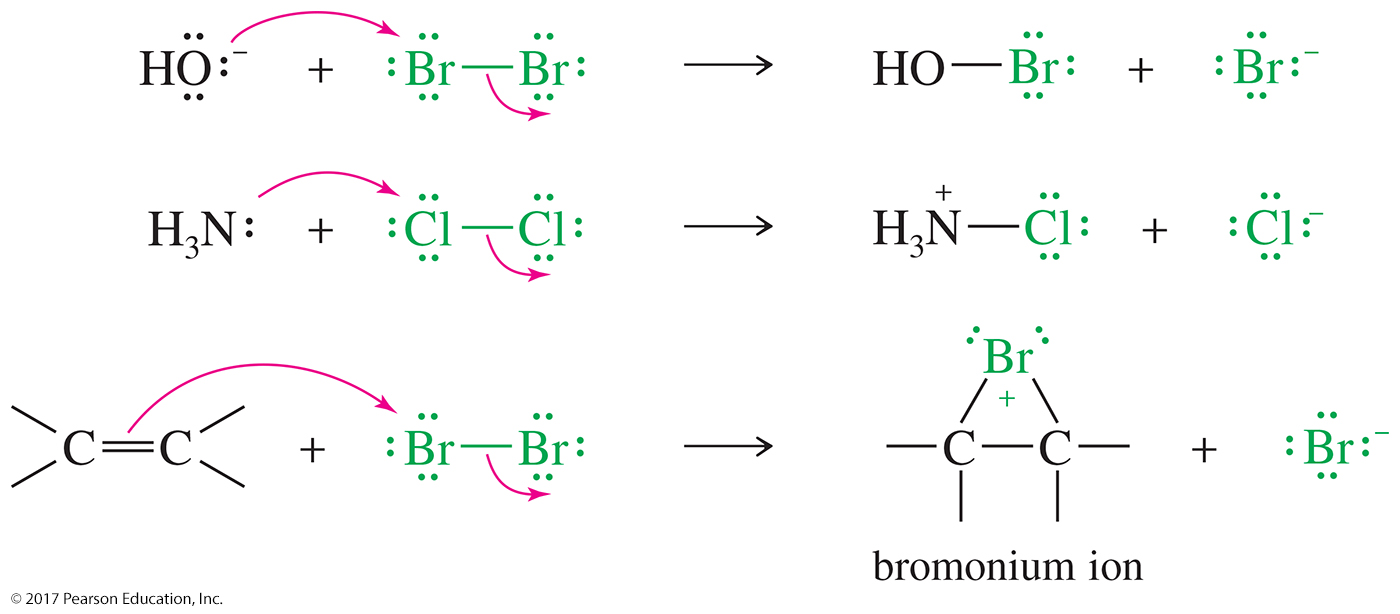 HÖ:⁻ + :Br—Br: → HO—Br: + :Br:⁻
H₃N: + :Cl—Cl: → H₃N⁺—Cl: + :Cl:⁻
C=C + :Br—Br: → Br + C—C + :Br:⁻
bromonium ion
© 2017 Pearson Education, Inc.